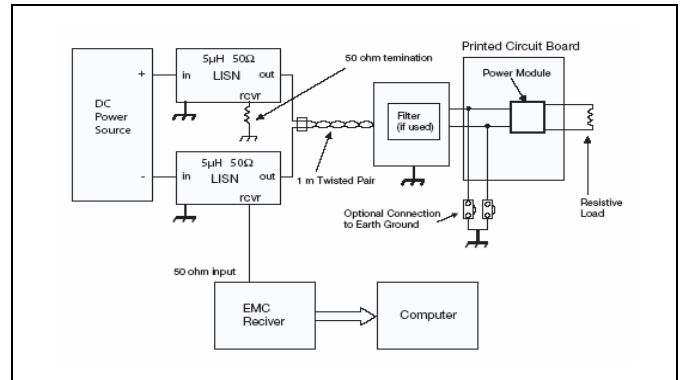 5µH 50Ω
LISN
in
out
rcvr
+
DC
Power
Source
-
5µH 50Ω
LISN
in
out
rcvr
50 ohm temination
1 m Twisted Pair
Filter
(if used)
Printed Circuit Board
Power Module
Optional Connection
to Earth Ground
Resistive
Load
50 ohm input
EMC
Reciver
Computer